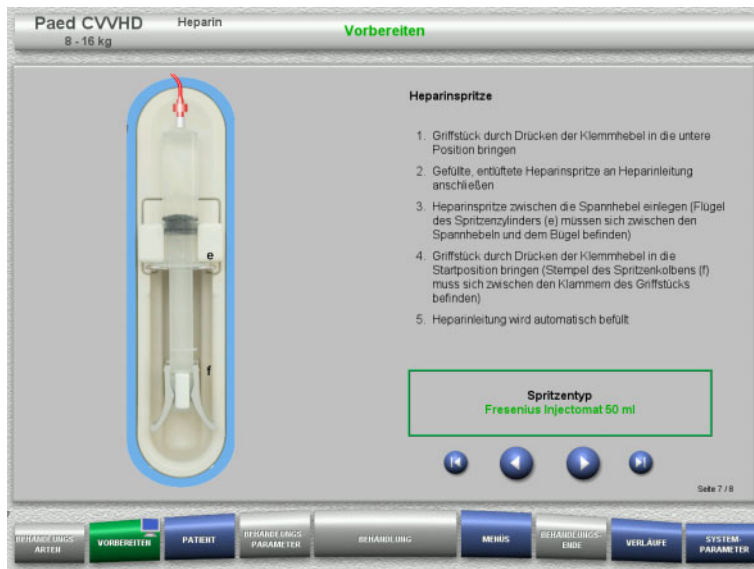 Paed CVVHD Heparin
8 - 16 kg
Vorbereiten
Heparinspritze
1. Griffstück durch Drücken der Klemmhebel in die untere
Position bringen
2. Gefüllte, entlüftete Heparinspritze an Heparinleitung
anschließen
3. Heparinspritze zwischen die Spannhebel einlegen (Flügel
des Spritzenzylinders (e) müssen sich zwischen den
Spannhebeln und dem Bügel befinden)
4. Griffstück durch Drücken der Klemmhebel in die
Startposition bringen (Stempel des Spritzenkolbens (f)
muss sich zwischen den Klammern des Griffstücks
befinden)
5. Heparinleitung wird automatisch befüllt
e
f
Spritzentyp
Fresenius Injectomat 50 ml
Seite 7 / 8
BEHANDLUNGS-
ARTEN
VORBEREITEN
PATIENT
BEHANDLUNGS-
PARAMETER
BEHANDLUNG
MENÜS
BEHANDLUNGS-
ENDE
VERLÄUFE
SYSTEM-
PARAMETER